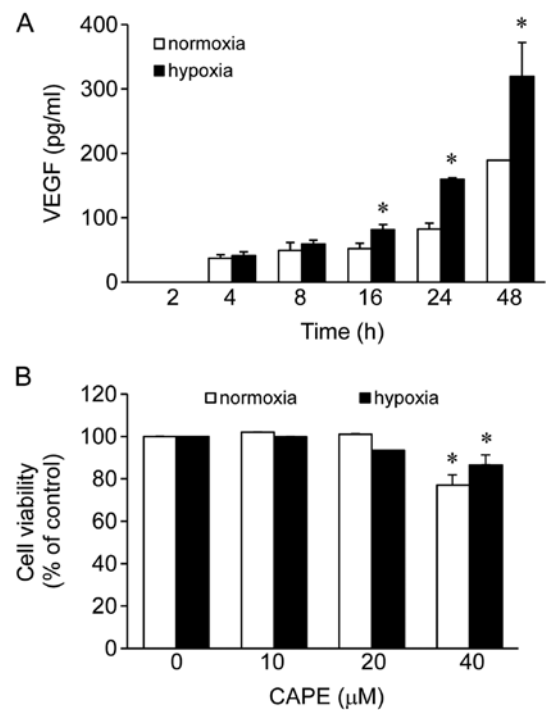 A
normoxia
hypoxia
VEGF (pg/ml)
400
300
200
100
0
*
*
*
2 4 8 16 24 48
Time (h)
B
normoxia hypoxia
Cell viability
(% of control)
120
100
80
60
40
20
0
* *
0 10 20 40
CAPE (µM)